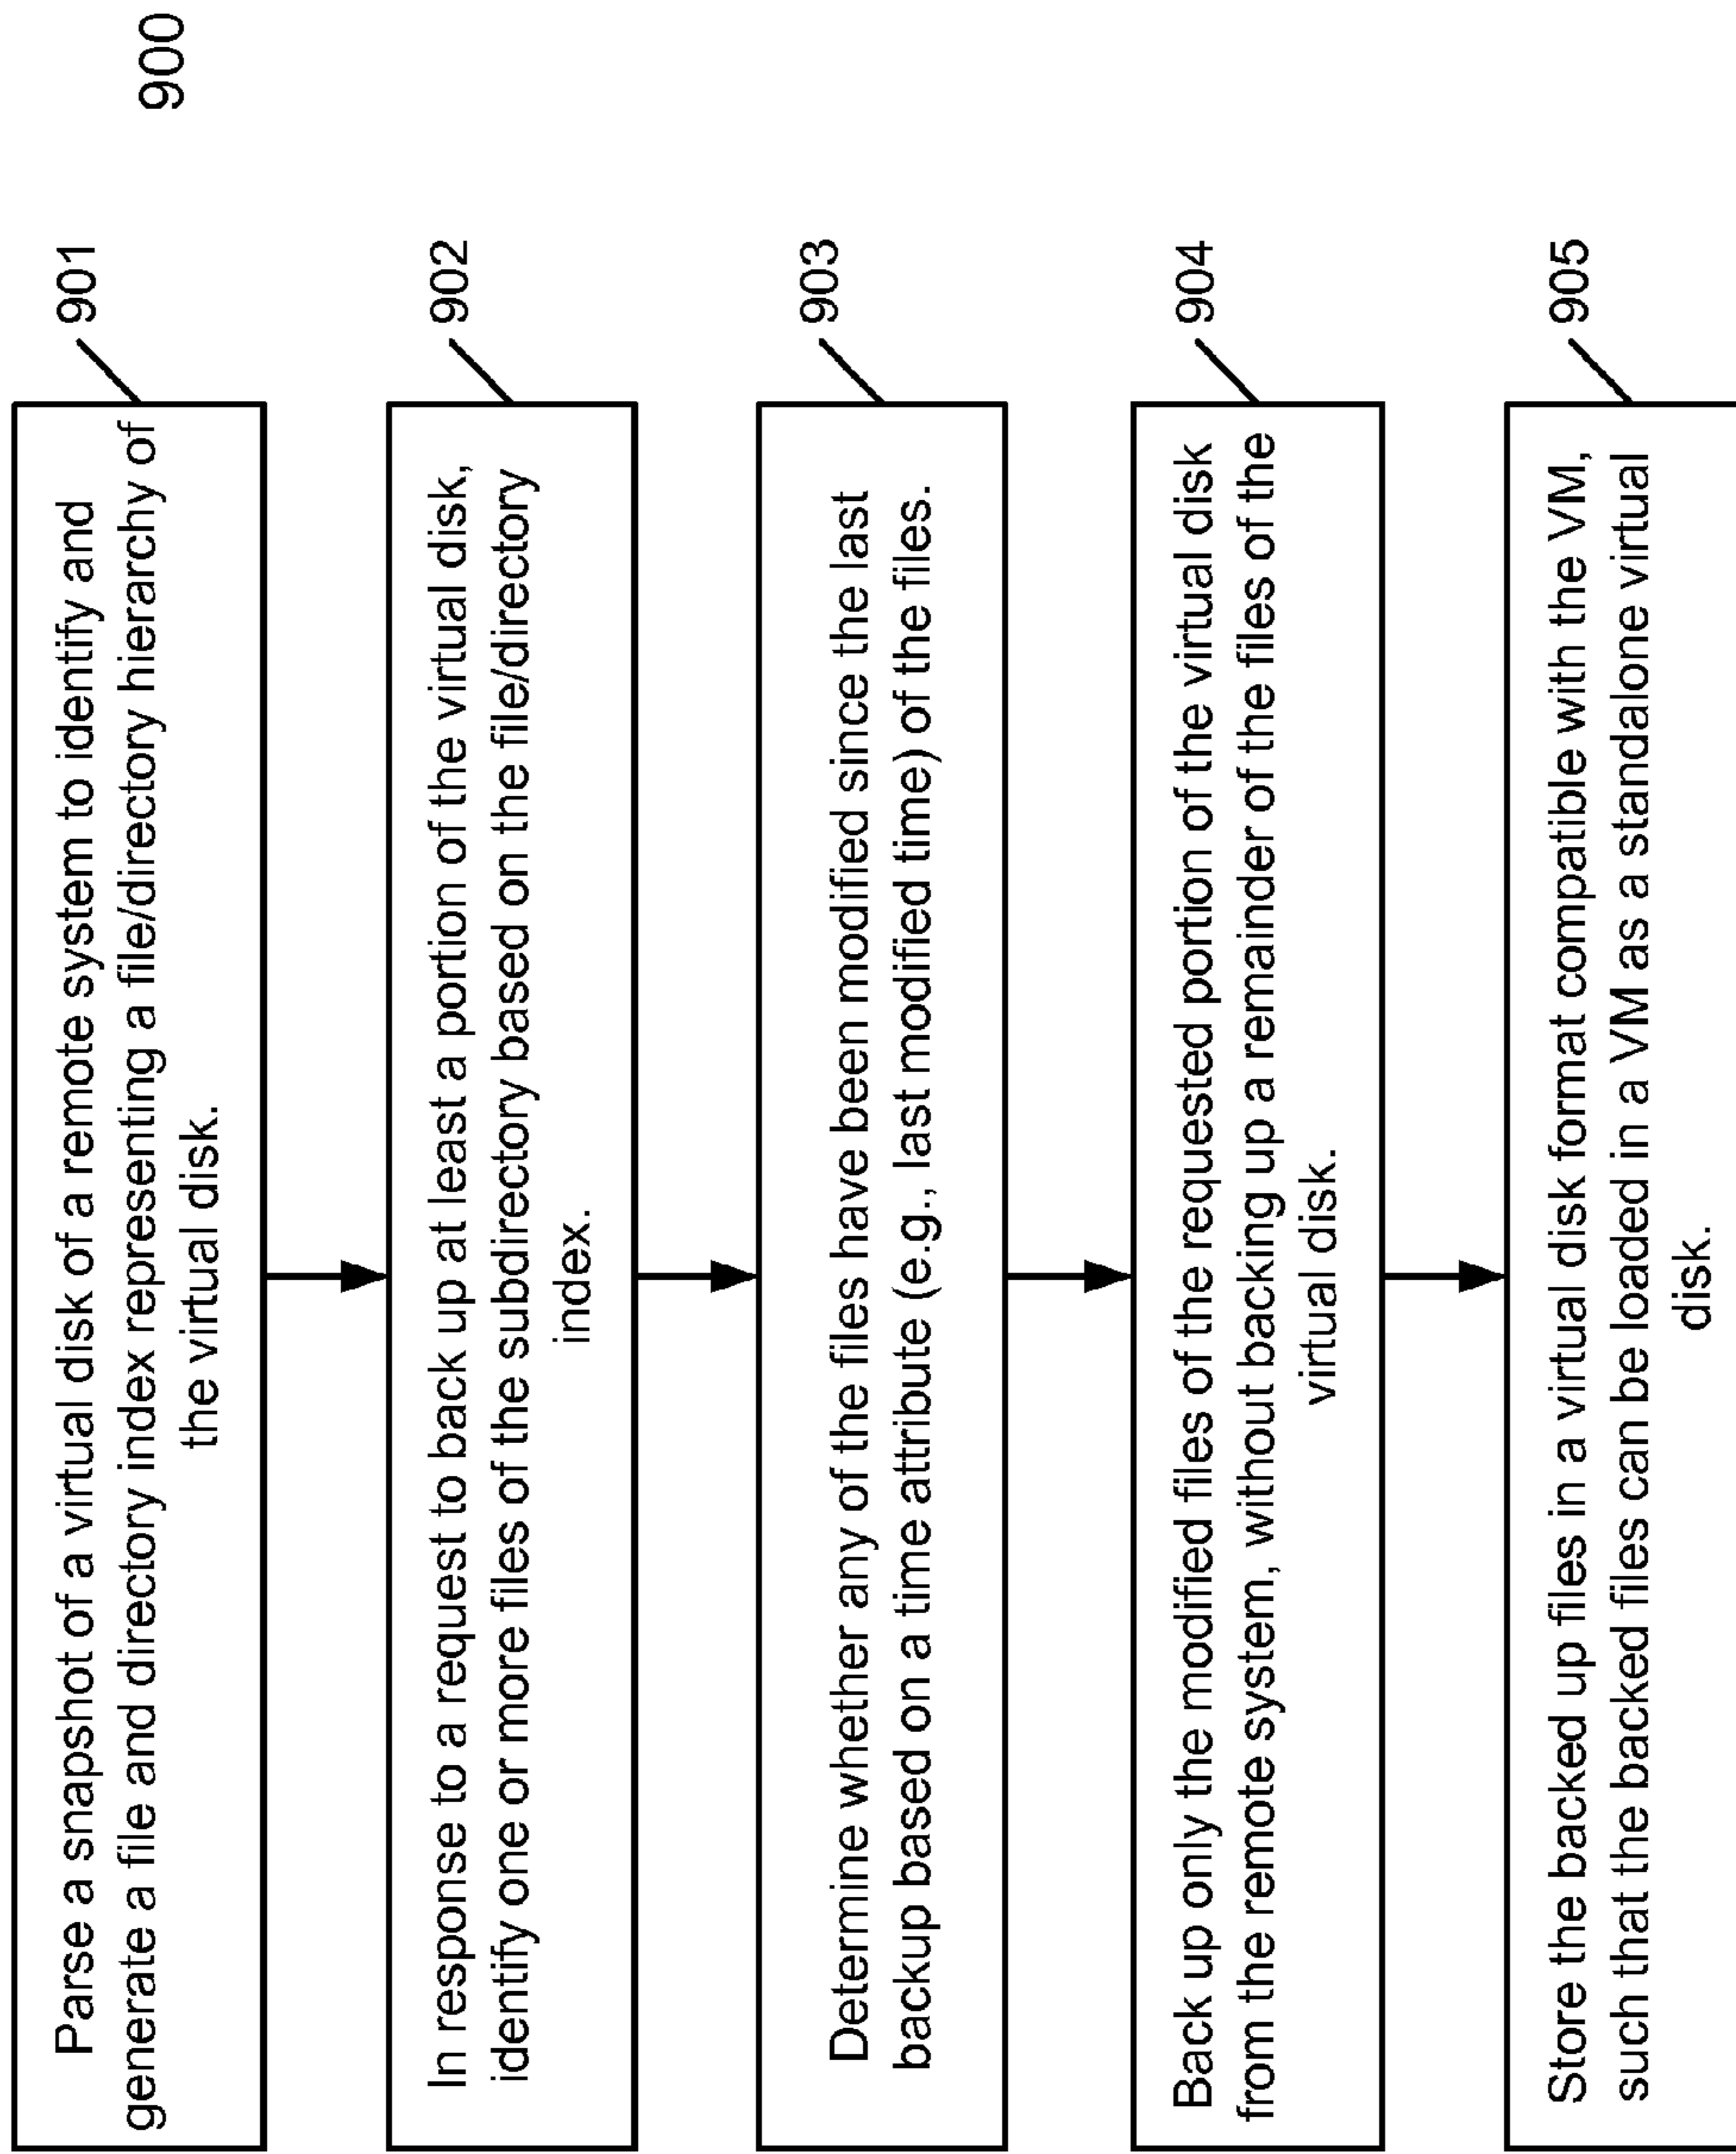 900
901
Parse a snapshot of a virtual disk of a remote system to identify and
generate a file and directory index representing a file/directory hierarchy of
the virtual disk.
902
In response to a request to back up at least a portion of the virtual disk,
identify one or more files of the subdirectory based on the file/directory
index.
903
Determine whether any of the files have been modified since the last
backup based on a time attribute (e.g., last modified time) of the files.
904
Back up only the modified files of the requested portion of the virtual disk
from the remote system, without backing up a remainder of the files of the
virtual disk.
905
Store the backed up files in a virtual disk format compatible with the VM,
such that the backed files can be loaded in a VM as a standalone virtual
disk.